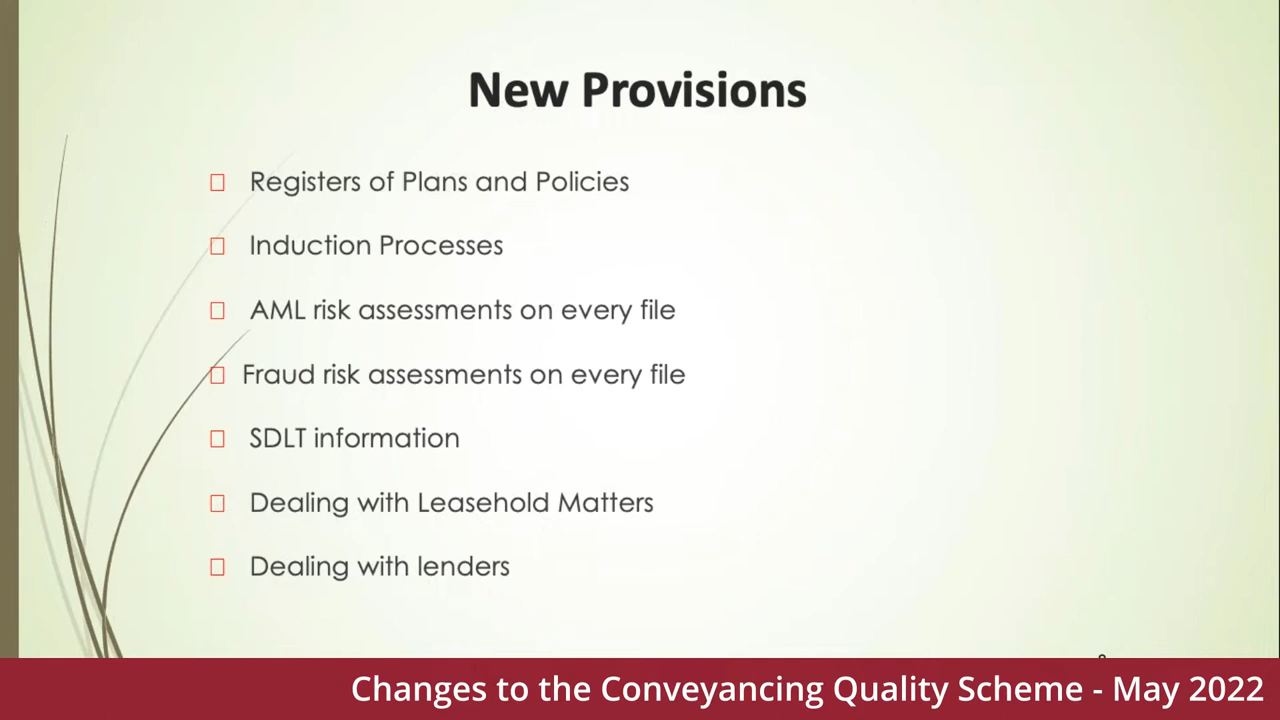 New Provisions
Registers of Plans and Policies
Induction Processes
AML risk assessments on every file
Fraud risk assessments on every file
SDLT information
Dealing with Leasehold Matters
Dealing with lenders
Changes to the Conveyancing Quality Scheme - May 2022